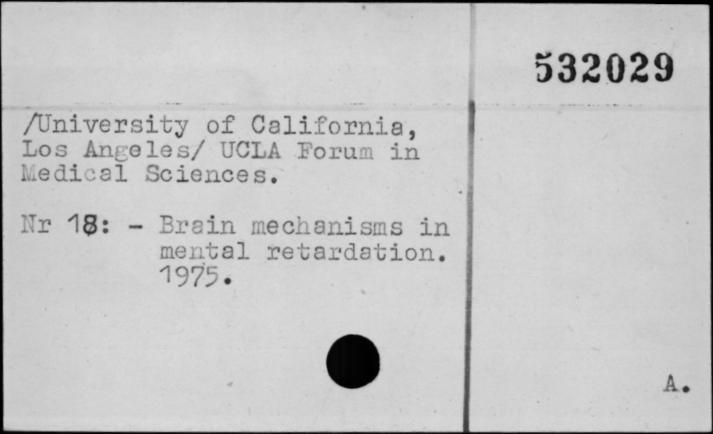 532029
/University of California,
Los Angeles/ UCLA Forum in
Medical Sciences.
Nr 18: - Brain mechanisms in
mental retardation.
1975.
A.